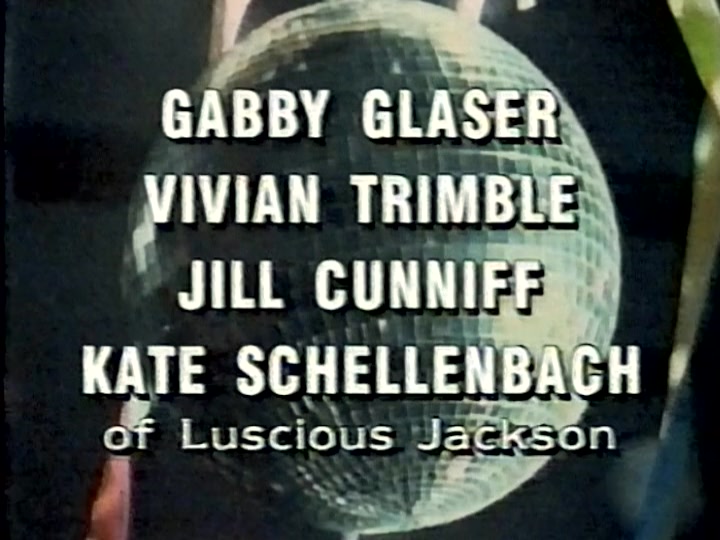 GABBY GLASER
VIVIAN TRIMBLE
JILL CUNNIFF
KATE SCHELLENBACH
of Luscious Jackson